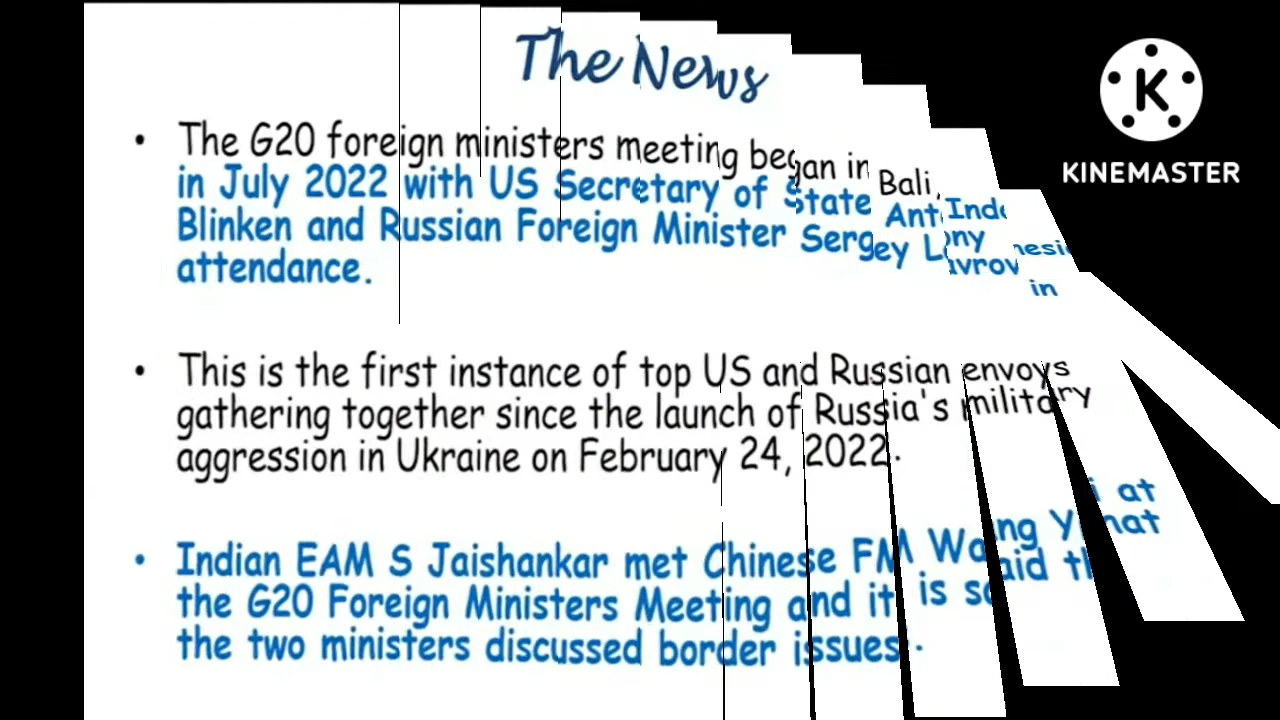 The News
KINEMASTER
• The G20 foreign ministers meeting began in Bali, Indonesia
in July 2022 with US Secretary of State Antony
Blinken and Russian Foreign Minister Sergey Lavrov in
attendance.
• This is the first instance of top US and Russian envoys
gathering together since the launch of Russia's military
aggression in Ukraine on February 24, 2022.
• Indian EAM S Jaishankar met Chinese FM Wang Yi at
the G20 Foreign Ministers Meeting and it is said that
the two ministers discussed border issues.